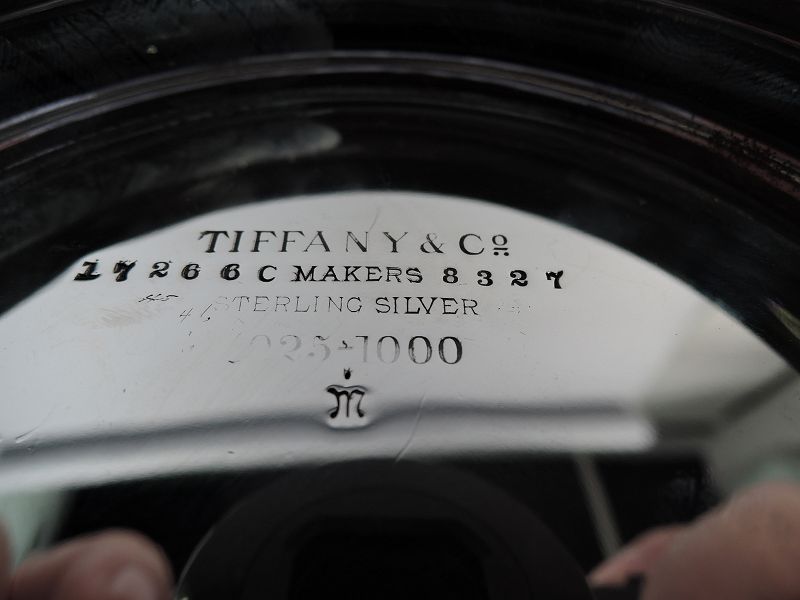 TIFFANY & Cº
17266C MAKERS 8327
STERLING SILVER
925-1000
M